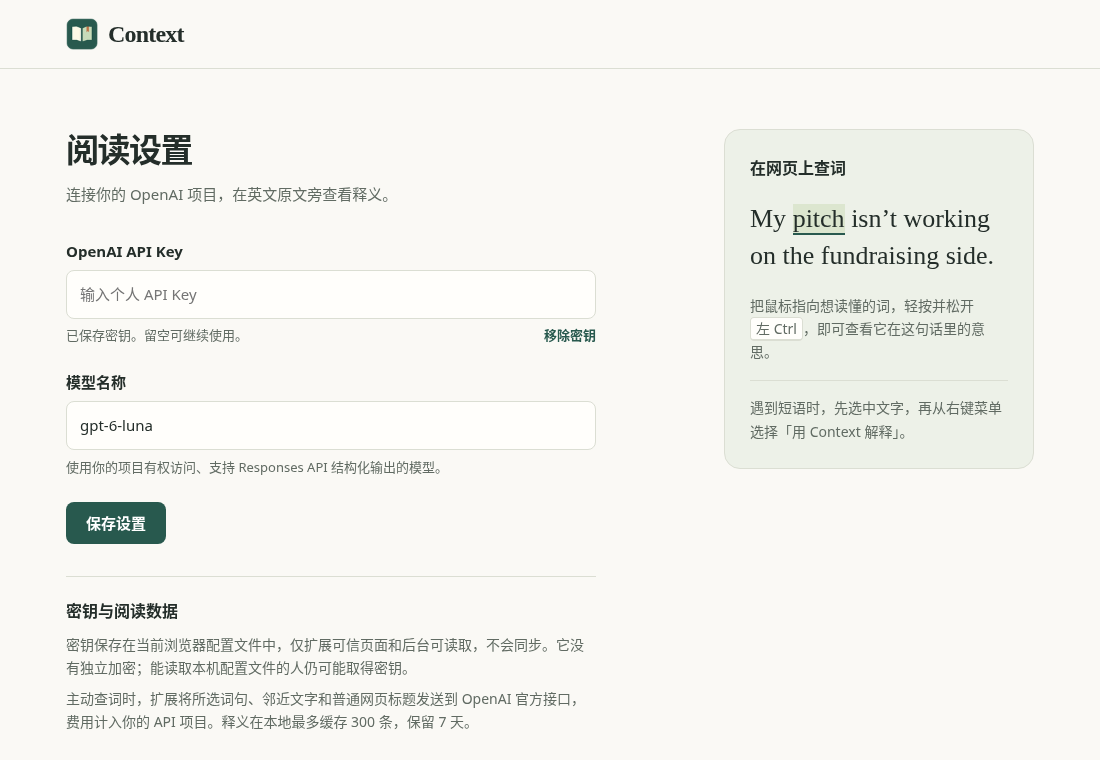 Context
阅读设置
连接你的 OpenAI 项目，在英文原文旁查看释义。
OpenAI API Key
输入个人 API Key
已保存密钥。留空可继续使用。
移除密钥
模型名称
gpt-6-luna
使用你的项目有权访问、支持 Responses API 结构化输出的模型。
保存设置
密钥与阅读数据
密钥保存在当前浏览器配置文件中，仅扩展可信页面和后台可读取，不会同步。它没
有独立加密；能读取本机配置文件的人仍可能取得密钥。
主动查词时，扩展将所选词句、邻近文字和普通网页标题发送到 OpenAI 官方接口，
费用计入你的 API 项目。释义在本地最多缓存 300 条，保留 7 天。
在网页上查词
My pitch isn’t working
on the fundraising side.
把鼠标指向想读懂的词，轻按并松开
左 Ctrl，即可查看它在这句话里的意
思。
遇到短语时，先选中文字，再从右键菜单
选择「用 Context 解释」。